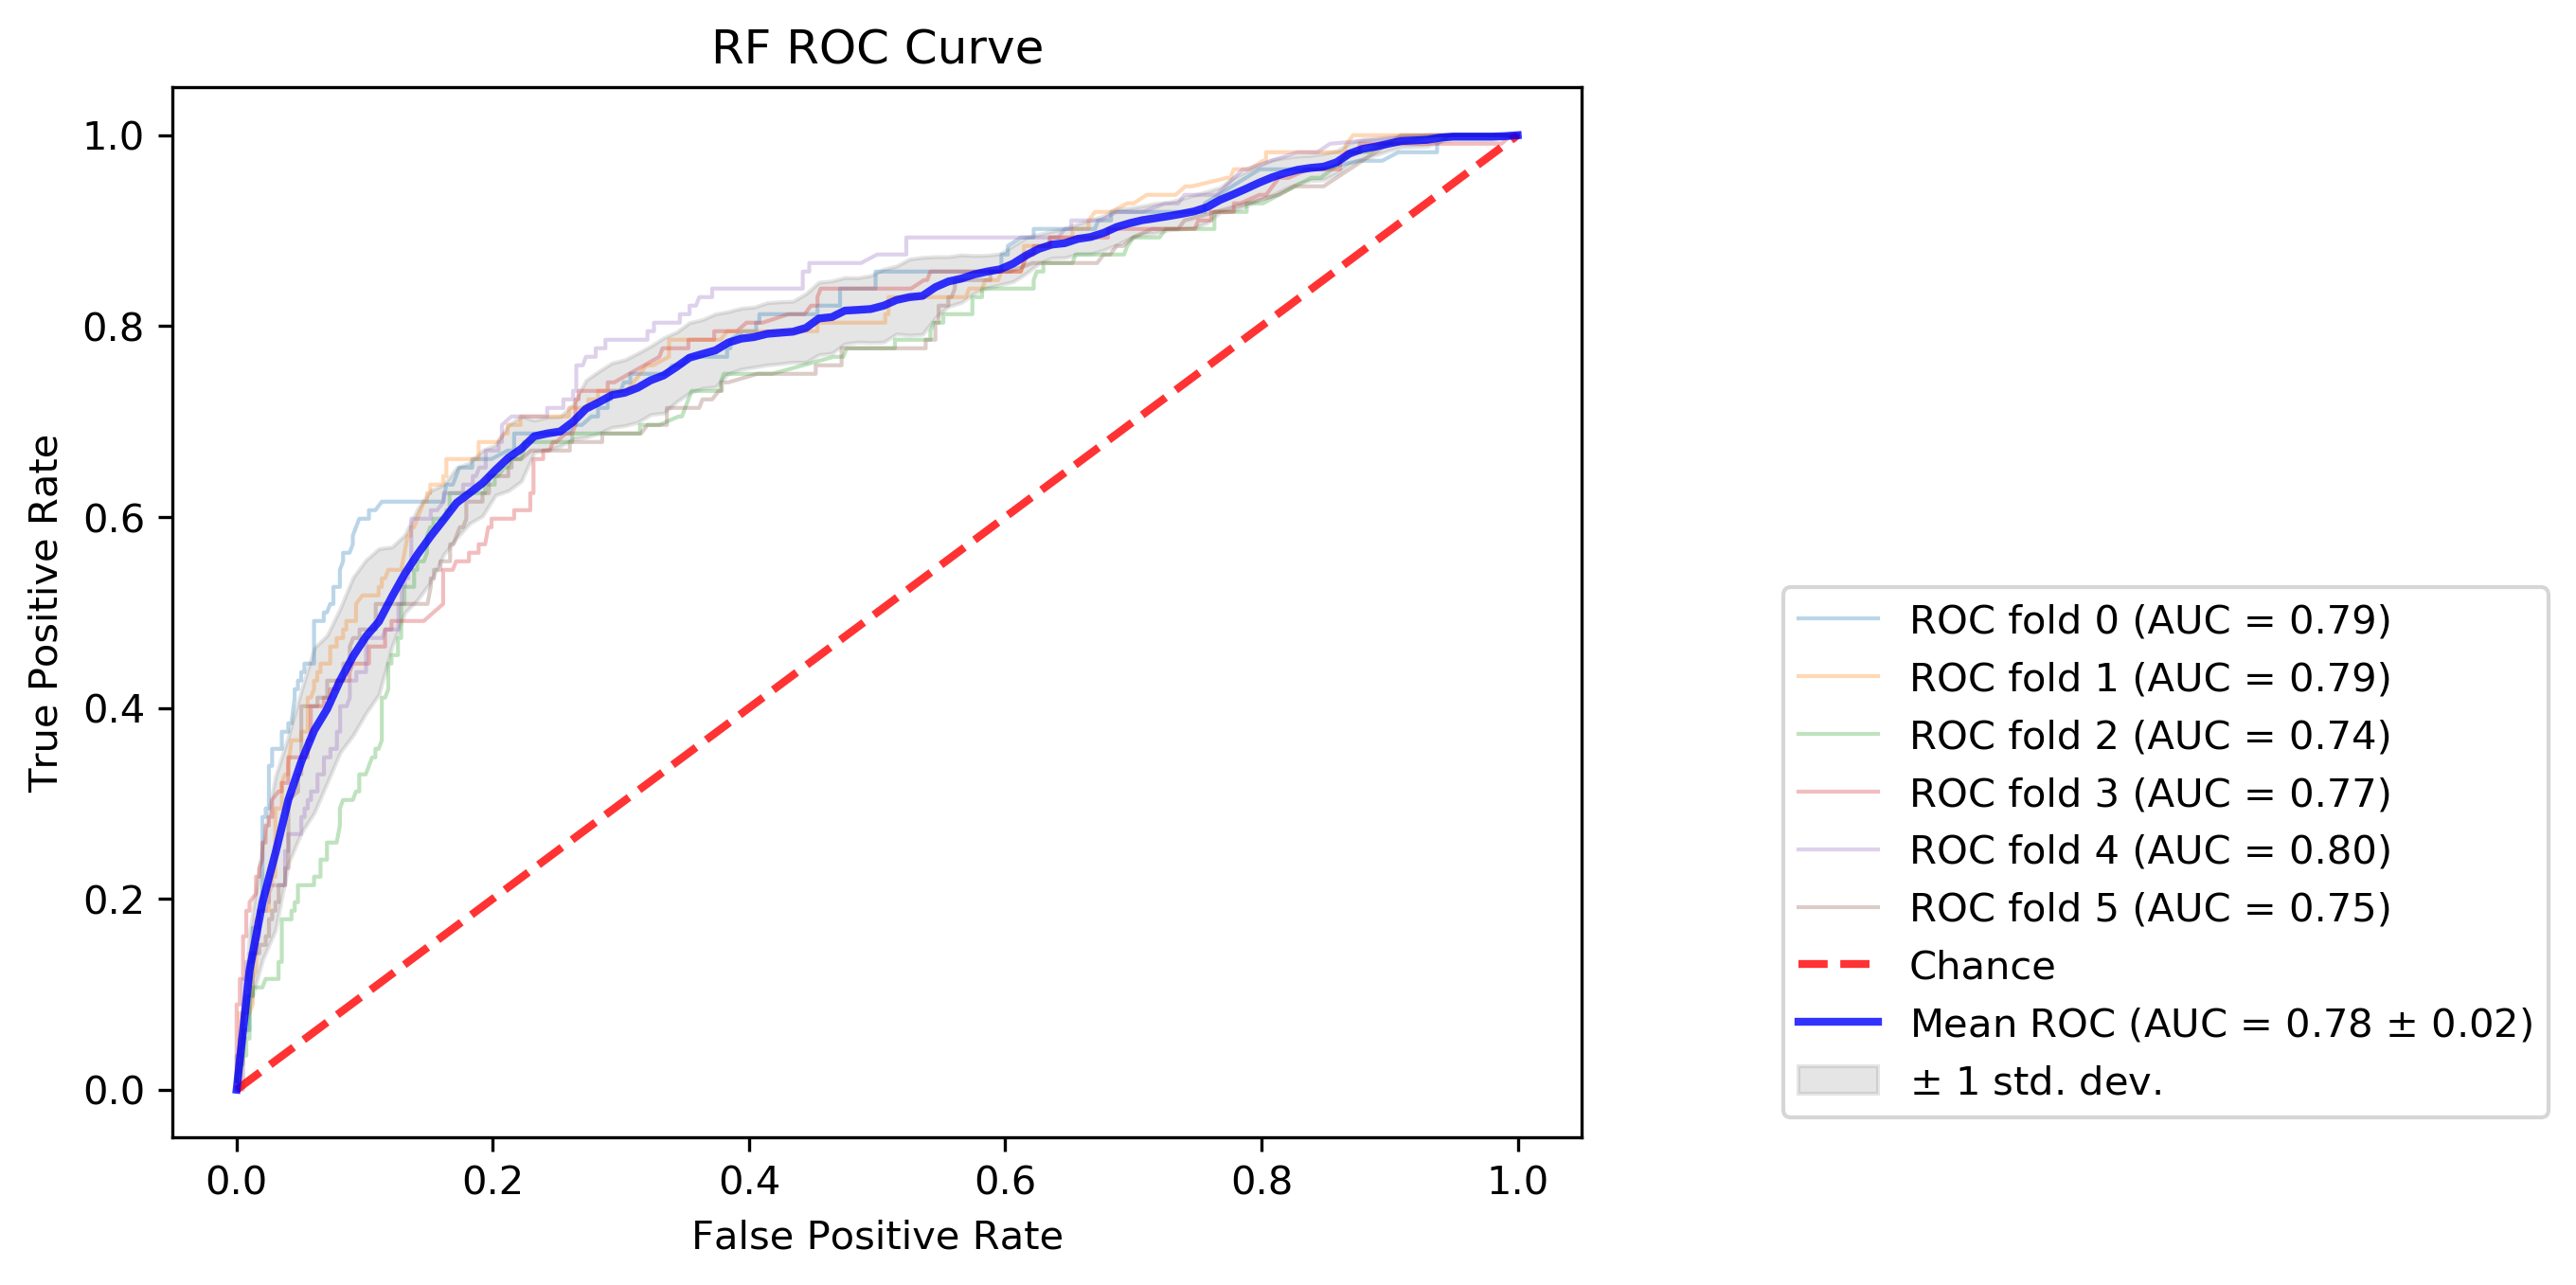 RF ROC Curve
True Positive Rate
1.0
0.8
0.6
0.4
0.2
0.0
0.0 0.2 0.4 0.6 0.8 1.0
False Positive Rate
ROC fold 0 (AUC = 0.79)
ROC fold 1 (AUC = 0.79)
ROC fold 2 (AUC = 0.74)
ROC fold 3 (AUC = 0.77)
ROC fold 4 (AUC = 0.80)
ROC fold 5 (AUC = 0.75)
Chance
Mean ROC (AUC = 0.78 ± 0.02)
± 1 std. dev.